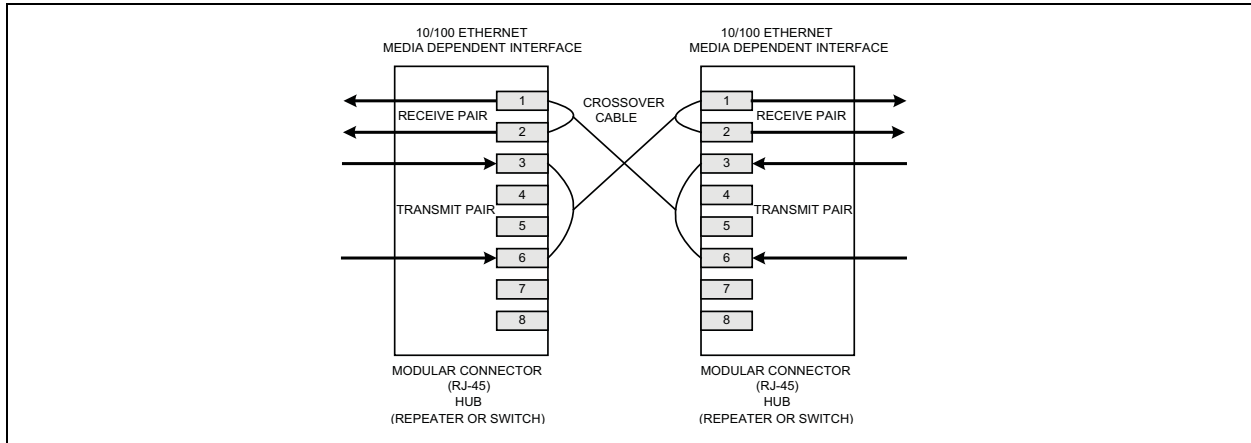 10/100 ETHERNET
MEDIA DEPENDENT INTERFACE
10/100 ETHERNET
MEDIA DEPENDENT INTERFACE
1
RECEIVE PAIR
2
3
4
TRANSMIT PAIR
5
6
7
8
CROSSOVER
CABLE
1
RECEIVE PAIR
2
3
4
TRANSMIT PAIR
5
6
7
8
MODULAR CONNECTOR
(RJ-45)
HUB
(REPEATER OR SWITCH)
MODULAR CONNECTOR
(RJ-45)
HUB
(REPEATER OR SWITCH)